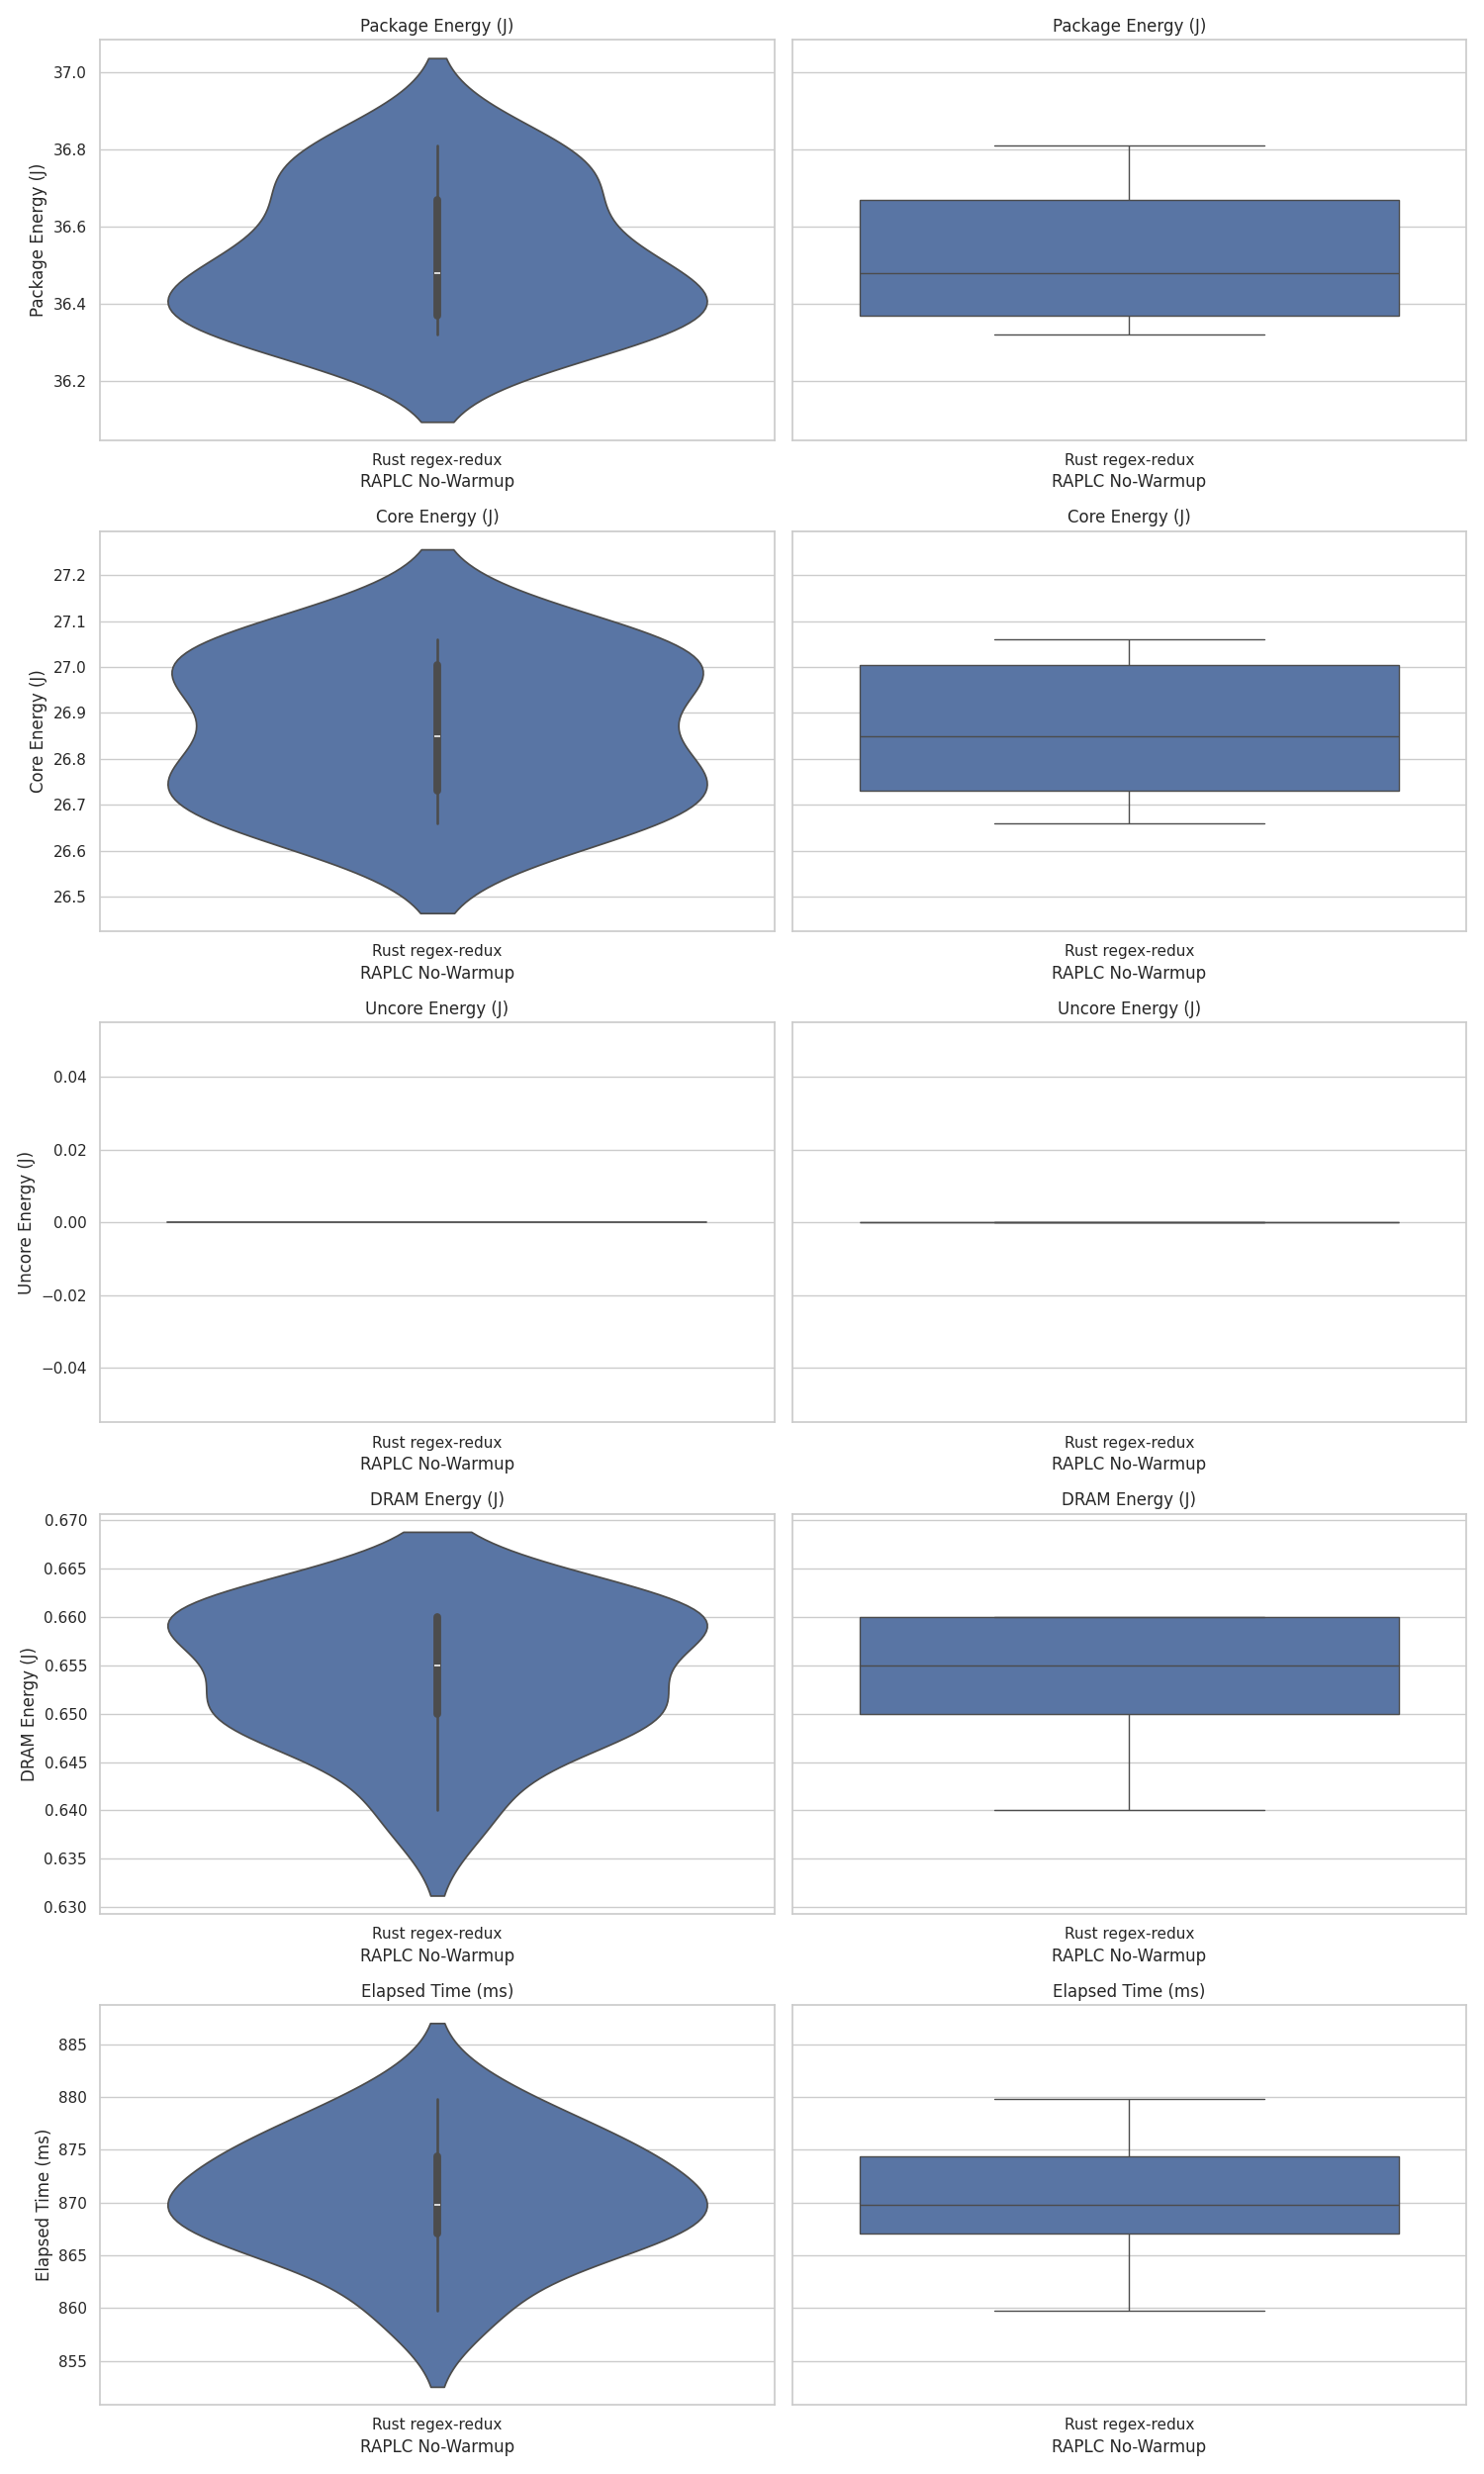 Package Energy (J)
Package Energy (J)
Package Energy (J)
37.0
36.8
36.6
36.4
36.2
Rust regex-redux
RAPLC No-Warmup
Rust regex-redux
RAPLC No-Warmup
Core Energy (J)
Core Energy (J)
Core Energy (J)
27.2
27.1
27.0
26.9
26.8
26.7
26.6
26.5
Rust regex-redux
RAPLC No-Warmup
Rust regex-redux
RAPLC No-Warmup
Uncore Energy (J)
Uncore Energy (J)
Uncore Energy (J)
0.04
0.02
0.00
−0.02
−0.04
Rust regex-redux
RAPLC No-Warmup
Rust regex-redux
RAPLC No-Warmup
DRAM Energy (J)
DRAM Energy (J)
DRAM Energy (J)
0.670
0.665
0.660
0.655
0.650
0.645
0.640
0.635
0.630
Rust regex-redux
RAPLC No-Warmup
Rust regex-redux
RAPLC No-Warmup
Elapsed Time (ms)
Elapsed Time (ms)
Elapsed Time (ms)
885
880
875
870
865
860
855
Rust regex-redux
RAPLC No-Warmup
Rust regex-redux
RAPLC No-Warmup